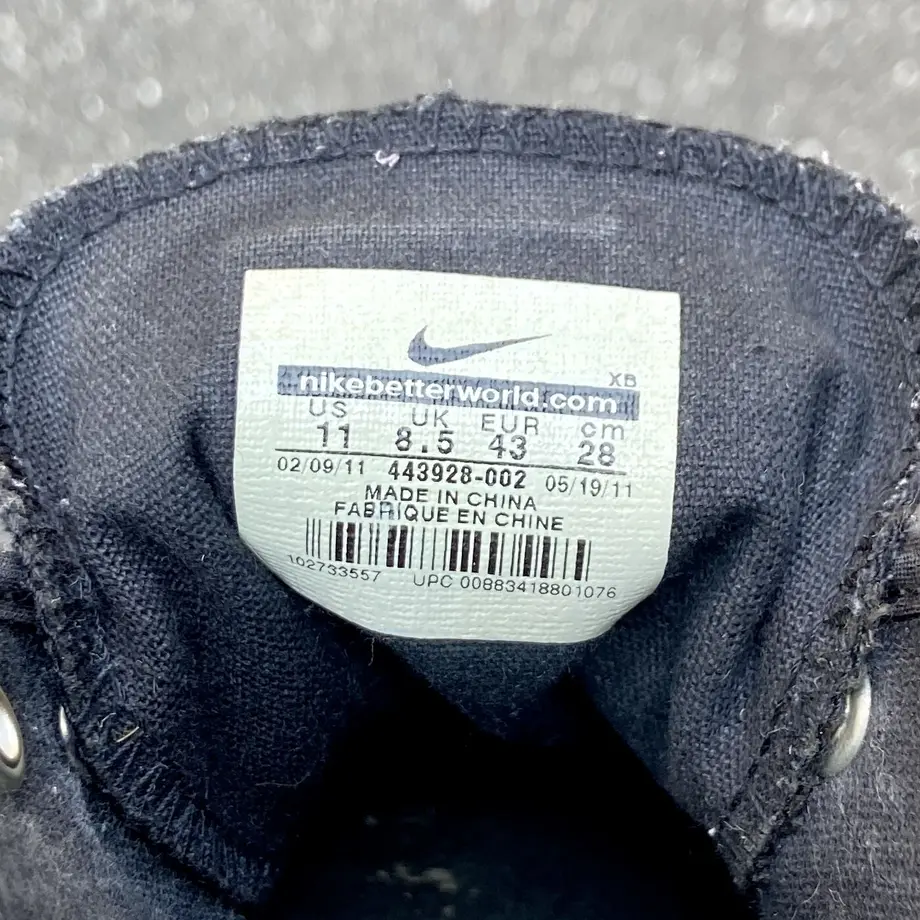 XB
nikebetterworld.com
US UK EUR cm
11 8.5 43 28
02/09/11 443928-002 05/19/11
MADE IN CHINA
FABRIQUE EN CHINE
102733557 UPC 00883418801076